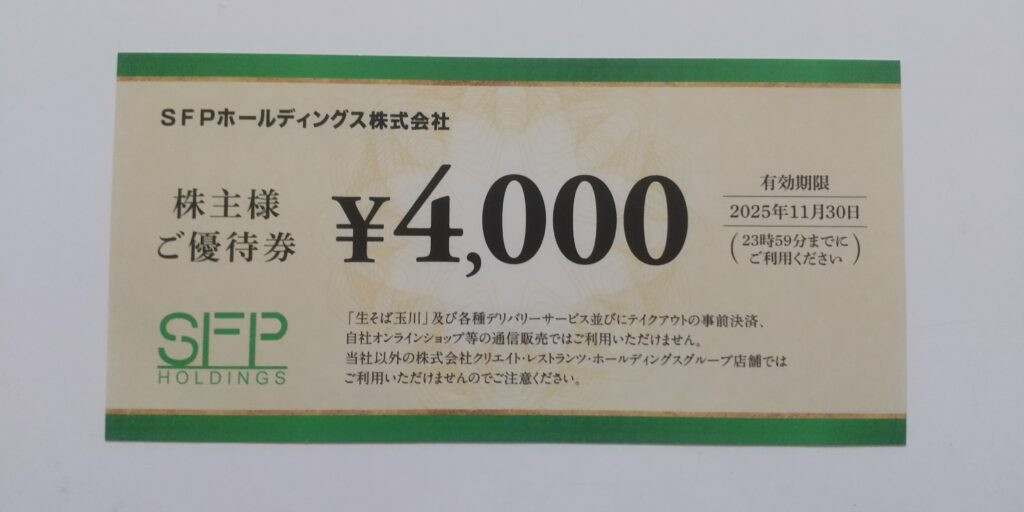 SFPホールディングス株式会社
株主様
ご優待券
¥4,000
有効期限
2025年11月30日
(23時59分までに
ご利用ください)
SFP
HOLDINGS
「生そば玉川」及び各種デリバリーサービス並びにテイクアウトの事前決済、
自社オンラインショップ等の通信販売ではご利用いただけません。
当社以外の株式会社クリエイト・レストランツ・ホールディングスグループ店舗では
ご利用いただけませんのでご注意ください。